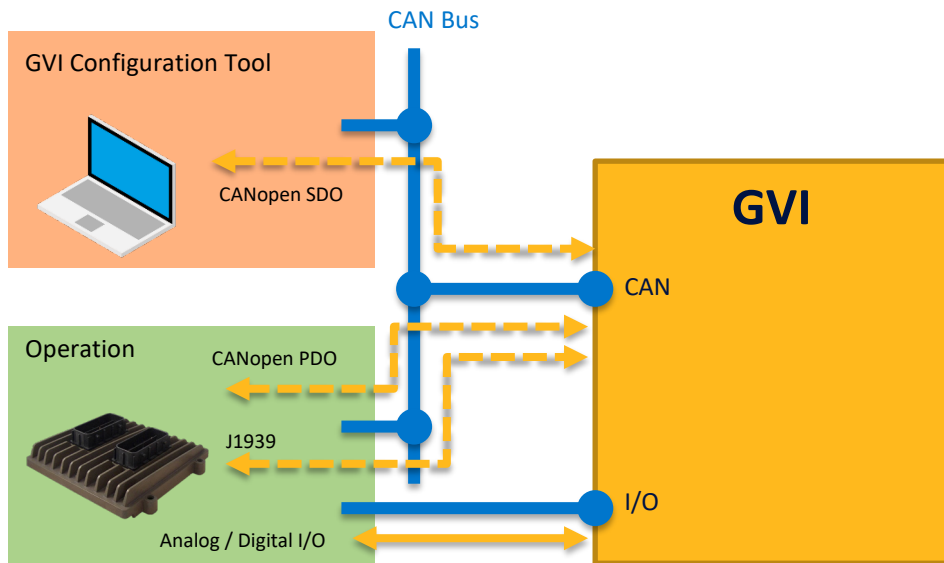 CAN Bus
GVI Configuration Tool
CANopen SDO
GVI
CAN
Operation
CANopen PDO
J1939
I/O
Analog / Digital I/O